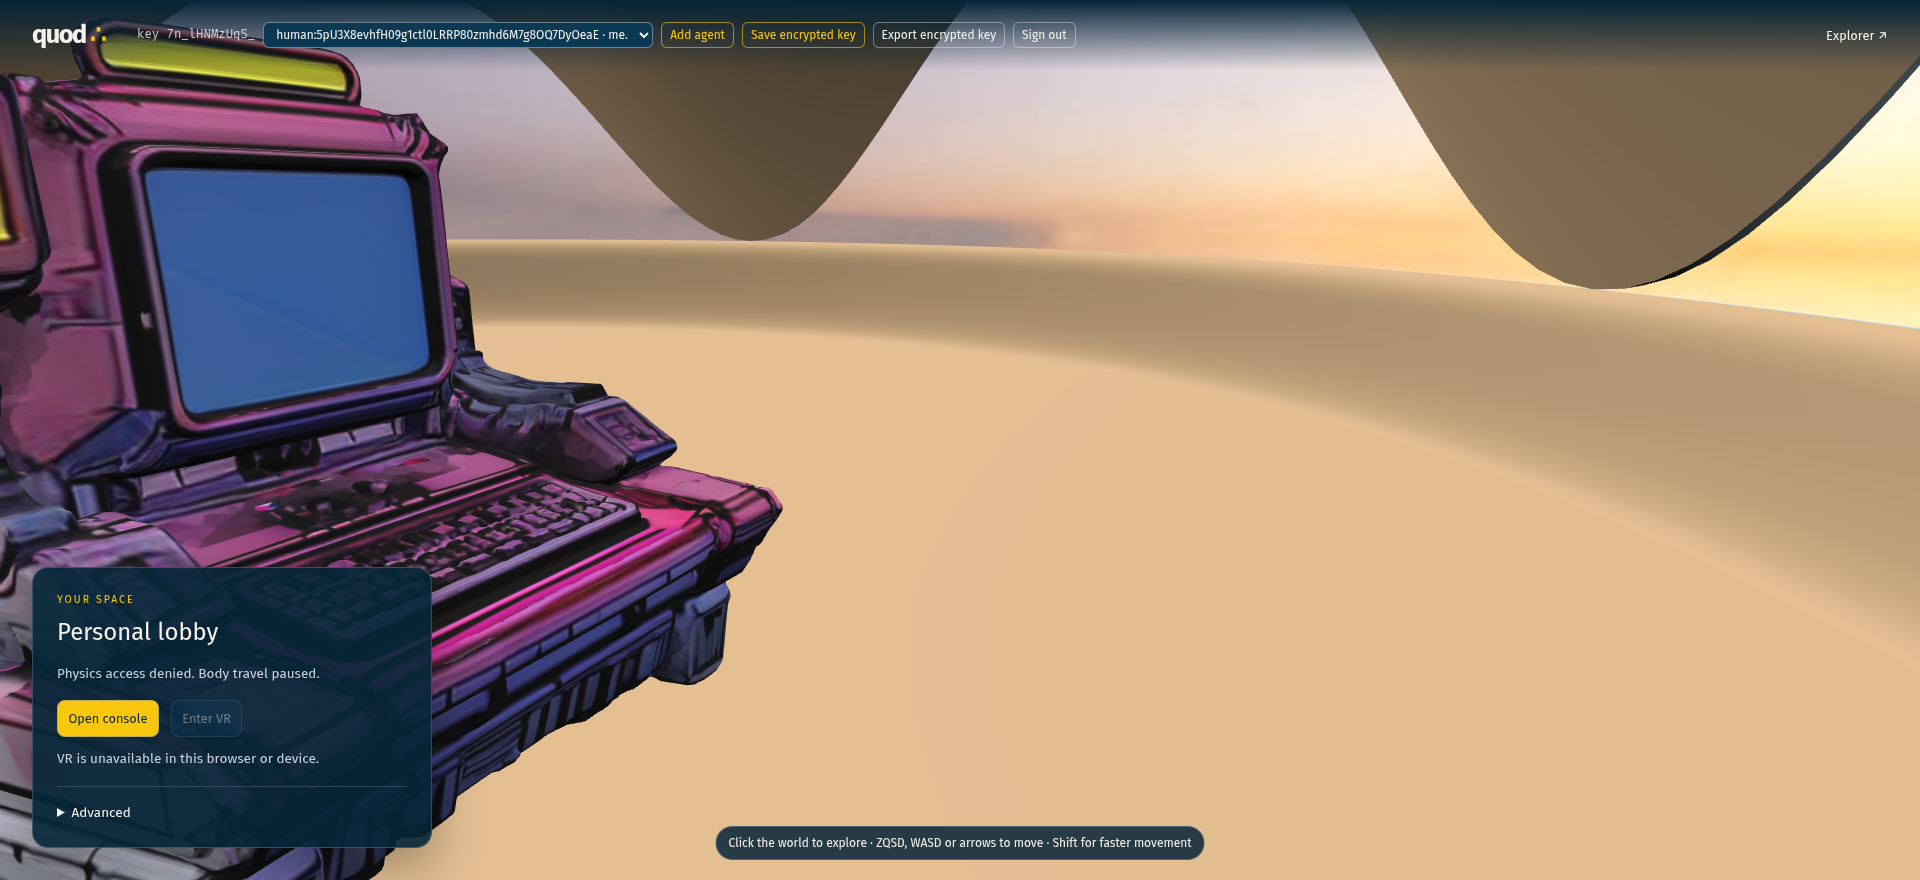 quod
key 7n_lHNMzUqS_
human:5pU3X8evhfH09g1ctl0LRRP80zmhd6M7g8OQ7DyOeaE · me.
Add agent
Save encrypted key
Export encrypted key
Sign out
Explorer ↗
YOUR SPACE
Personal lobby
Physics access denied. Body travel paused.
Open console
Enter VR
VR is unavailable in this browser or device.
▶ Advanced
Click the world to explore · ZQSD, WASD or arrows to move · Shift for faster movement